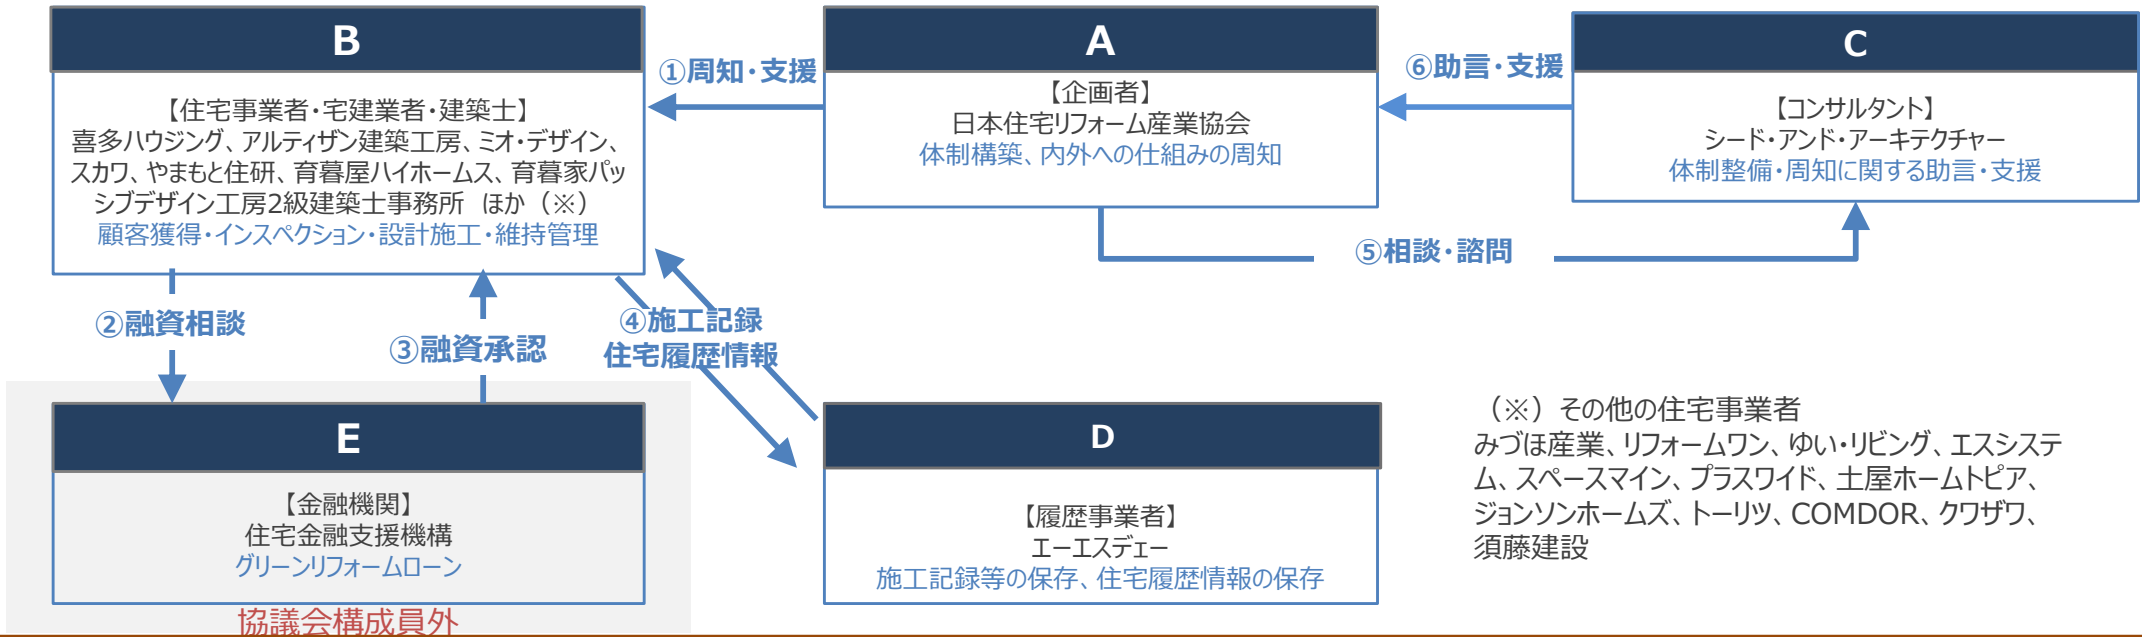 B
【住宅事業者・宅建業者・建築士】
喜多ハウジング、アルティザン建築工房、ミオ・デザイン、
スカワ、やまもと住研、育暮屋ハイホームス、育暮家パッ
シブデザイン工房2級建築士事務所 ほか（※）
顧客獲得・インスペクション・設計施工・維持管理
①周知・支援
A
【企画者】
日本住宅リフォーム産業協会
体制構築、内外への仕組みの周知
⑥助言・支援
C
【コンサルタント】
シード・アンド・アーキテクチャー
体制整備・周知に関する助言・支援
⑤相談・諮問
②融資相談
③融資承認
④施工記録
住宅履歴情報
E
【金融機関】
住宅金融支援機構
グリーンリフォームローン
協議会構成員外
D
【履歴事業者】
エーエスデェー
施工記録等の保存、住宅履歴情報の保存
（※）その他の住宅事業者
みづほ産業、リフォームワン、ゆい・リビング、エスシステ
ム、スペースマイン、プラスワイド、土屋ホームトピア、
ジョンソンホームズ、トーリツ、COMDOR、クワザワ、
須藤建設